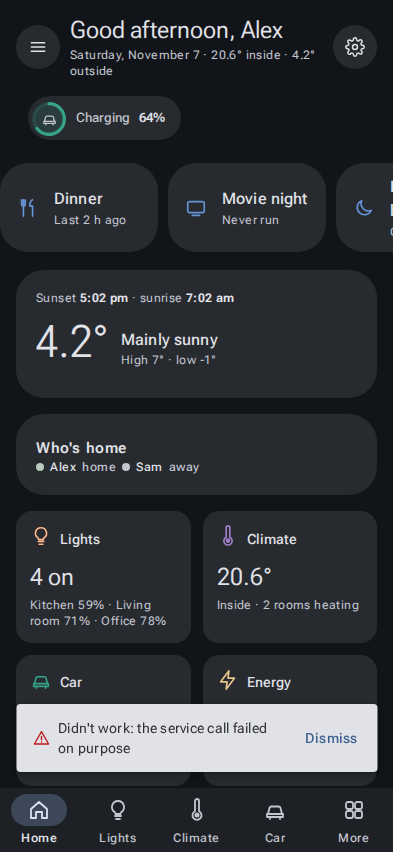 Good afternoon, Alex
Saturday, November 7 · 20.6° inside · 4.2°
outside
Charging 64%
Dinner
Last 2 h ago
Movie night
Never run
Sunset 5:02 pm · sunrise 7:02 am
4.2°
Mainly sunny
High 7° · low -1°
Who's home
Alex home Sam away
Lights
4 on
Kitchen 59% · Living
room 71% · Office 78%
Climate
20.6°
Inside · 2 rooms heating
Car
Energy
Didn't work: the service call failed
on purpose
Dismiss
Home
Lights
Climate
Car
More